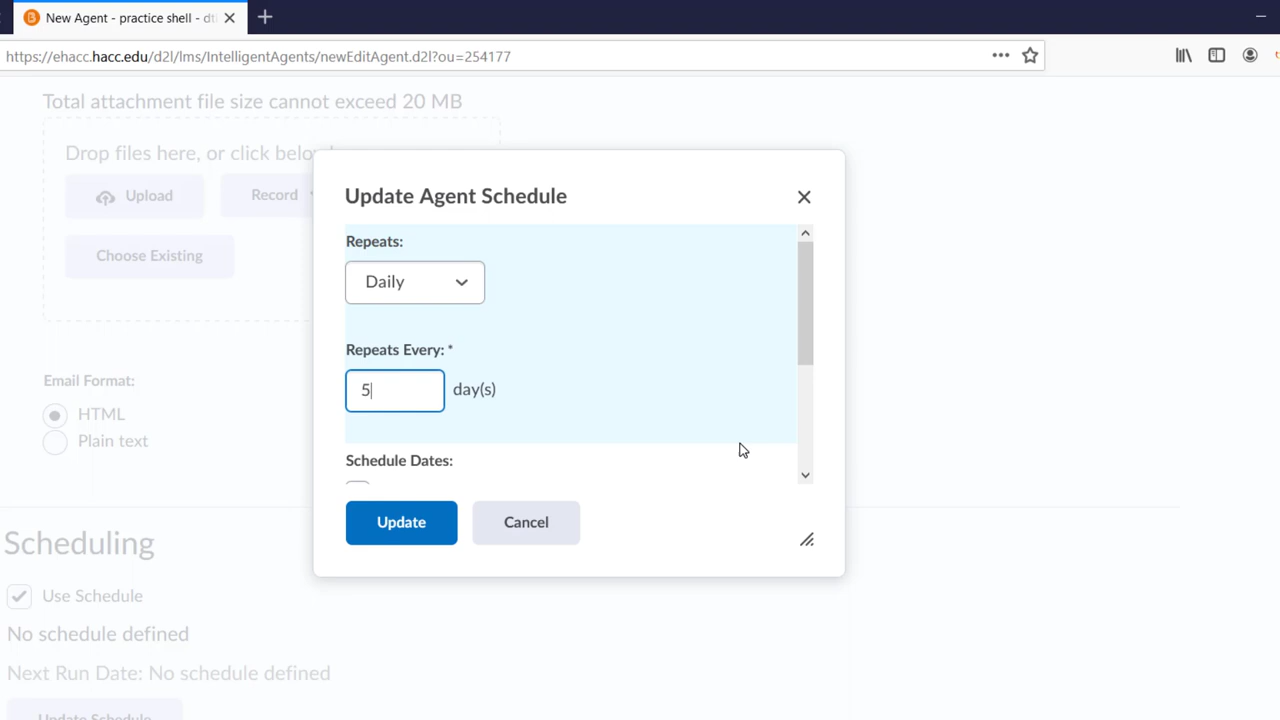 New Agent - practice shell - dt
https://ehacc.hacc.edu/d2l/lms/IntelligentAgents/newEditAgent.d2l?ou=254177
Total attachment file size cannot exceed 20 MB
Drop files here, or click below
Upload
Record
Choose Existing
Email Format:
HTML
Plain text
Scheduling
Use Schedule
No schedule defined
Next Run Date: No schedule defined
Update Schedule
Update Agent Schedule
Repeats:
Daily
Repeats Every: *
5 day(s)
Schedule Dates:
Update
Cancel